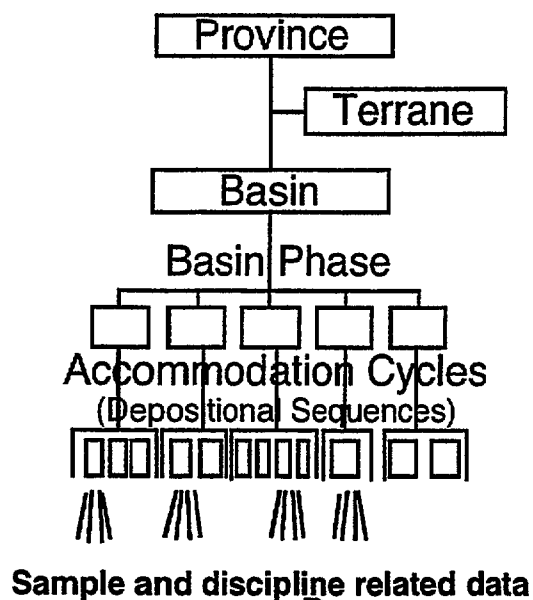 Province
Terrane
Basin
Basin Phase
Accommodation Cycles
(Depositional Sequences)
Sample and discipline related data